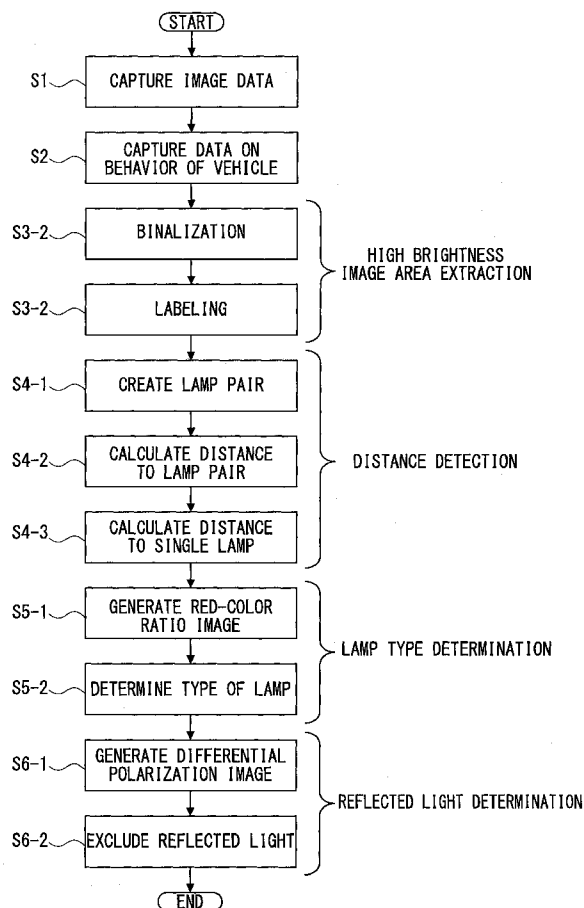 START
S1
CAPTURE IMAGE DATA
S2
CAPTURE DATA ON
BEHAVIOR OF VEHICLE
S3-2
BINALIZATION
S3-2
LABELING
HIGH BRIGHTNESS
IMAGE AREA EXTRACTION
S4-1
CREATE LAMP PAIR
S4-2
CALCULATE DISTANCE
TO LAMP PAIR
S4-3
CALCULATE DISTANCE
TO SINGLE LAMP
DISTANCE DETECTION
S5-1
GENERATE RED-COLOR
RATIO IMAGE
S5-2
DETERMINE TYPE OF LAMP
LAMP TYPE DETERMINATION
S6-1
GENERATE DIFFERENTIAL
POLARIZATION IMAGE
S6-2
EXCLUDE REFLECTED LIGHT
REFLECTED LIGHT DETERMINATION
END